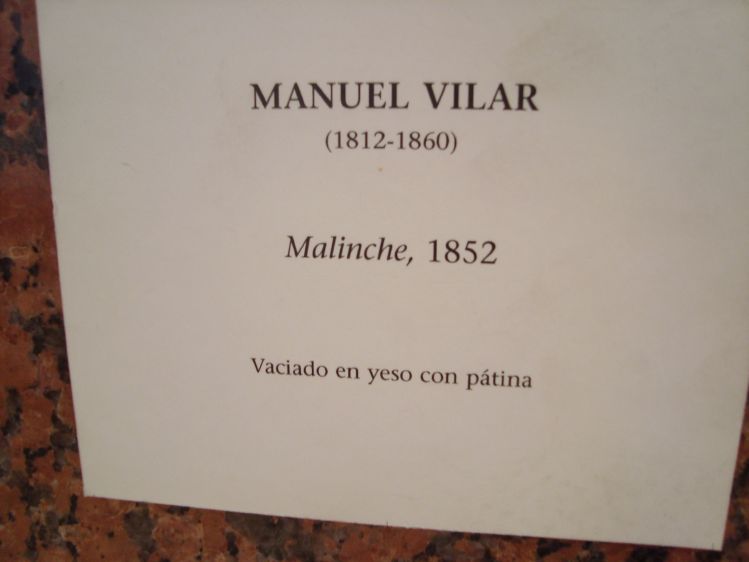 MANUEL VILAR
(1812-1860)
Malinche, 1852
Vaciado en yeso con pátina